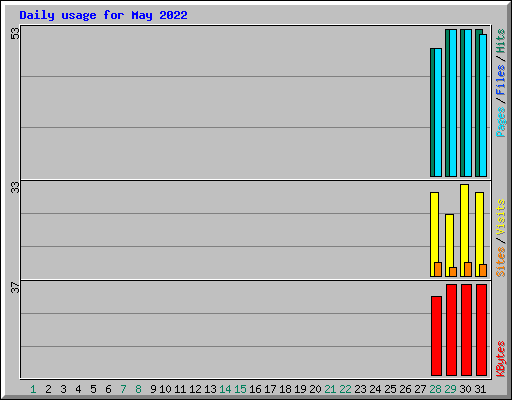 Daily usage for May 2022
53
33
37
Pages / Files / Hits
Sites / Visits
KBytes
1 2 3 4 5 6 7 8 9 10 11 12 13 14 15 16 17 18 19 20 21 22 23 24 25 26 27 28 29 30 31